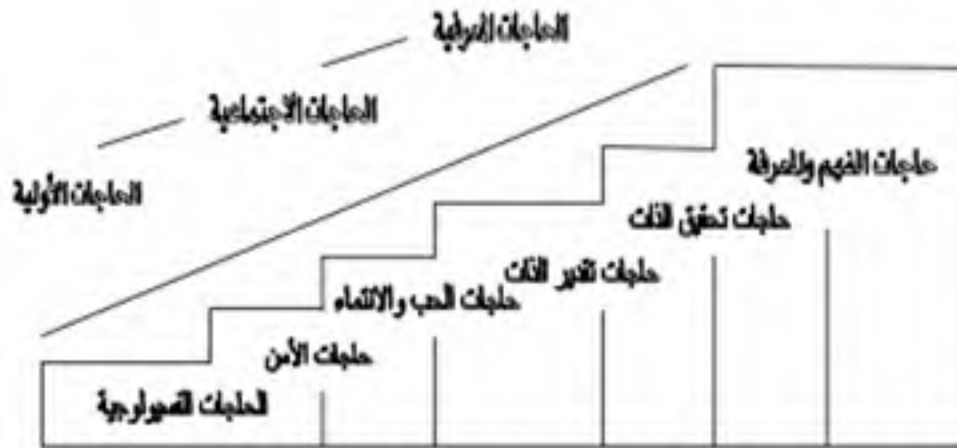 الحاجات المعرفية
الحاجات الاجتماعية
الحاجات الأولية
حاجات الفهم والمعرفة
حاجات تحقيق الذات
حاجات تقدير الذات
حاجات الحب والانتماء
حاجات الأمن
الحاجات الفسيولوجية